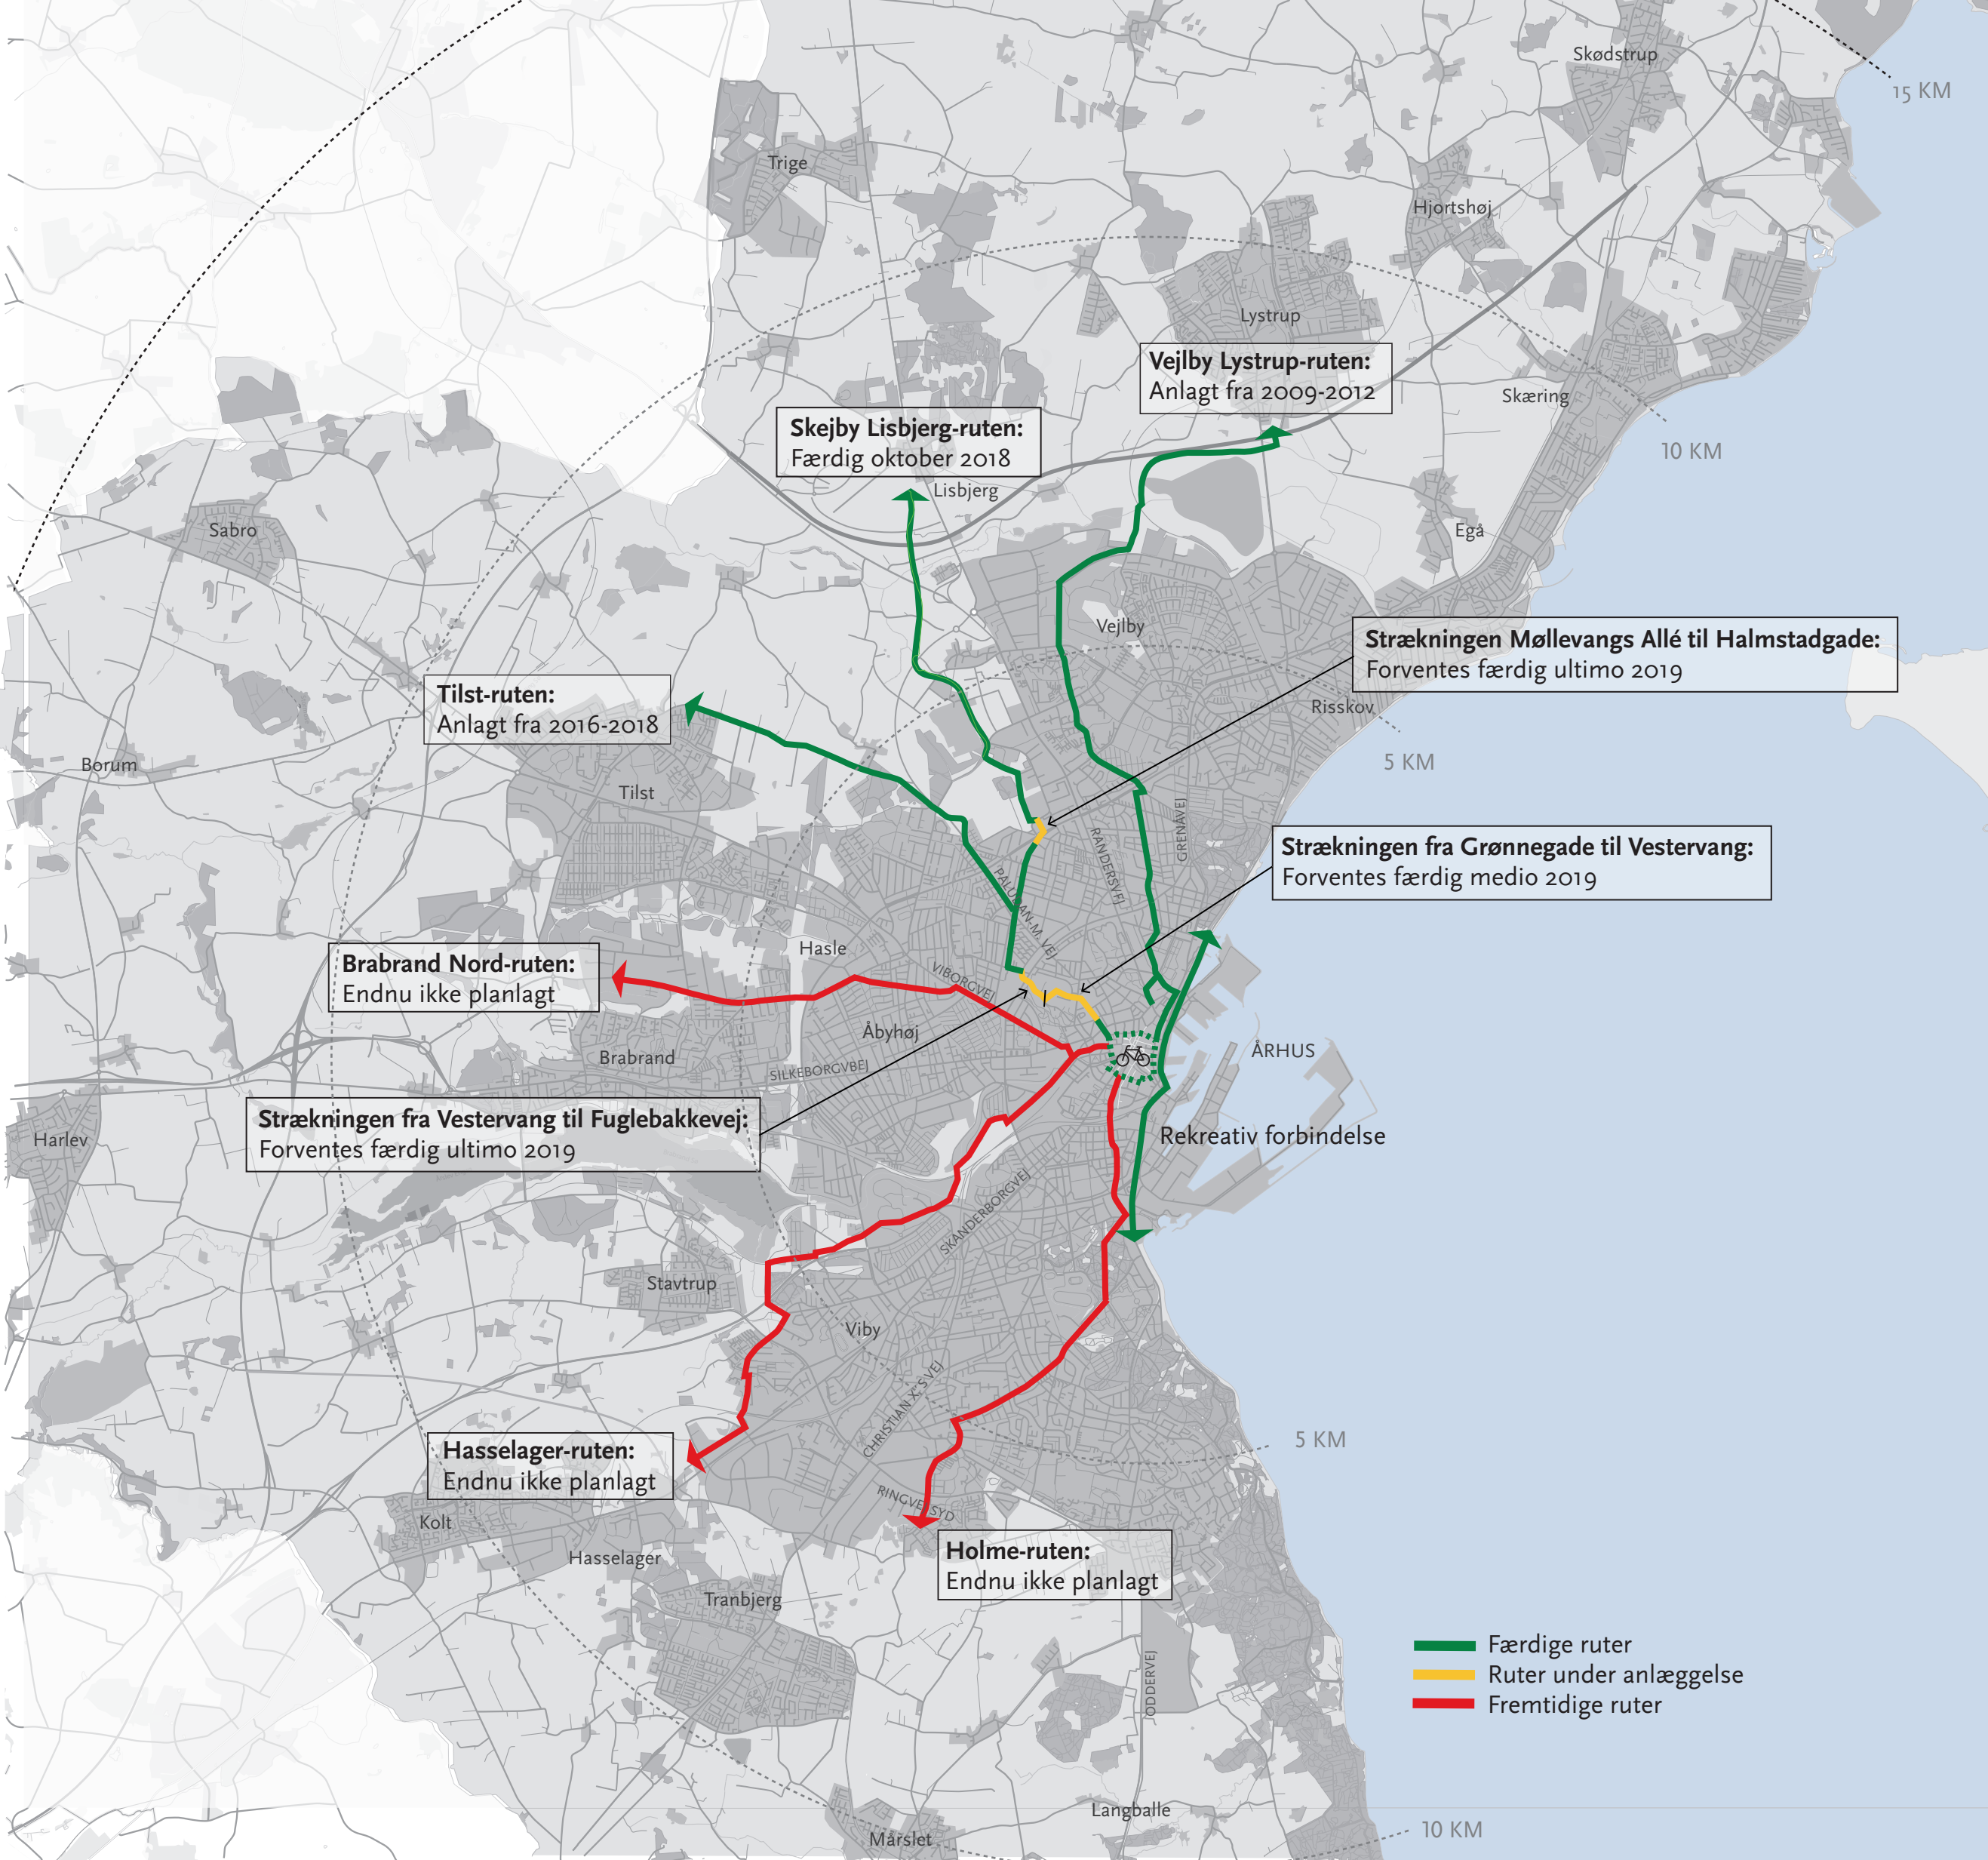 Skødstrup
15 KM
Trige
Hjortshøj
Lystrup
Vejlby Lystrup-ruten:
Anlagt fra 2009-2012
Skæring
Skejby Lisbjerg-ruten:
Færdig oktober 2018
10 KM
Lisbjerg
Sabro
Egå
Vejlby
Strækningen Møllevangs Allé til Halmstadgade:
Forventes færdig ultimo 2019
Tilst-ruten:
Anlagt fra 2016-2018
Risskov
Borum
5 KM
Tilst
GRENÅVEJ
RANDERSVEJ
Strækningen fra Grønnegade til Vestervang:
Forventes færdig medio 2019
PALUDAN-M. VEJ
Hasle
Brabrand Nord-ruten:
Endnu ikke planlagt
VIBORGVEJ
Åbyhøj
ÅRHUS
Brabrand
SILKEBORGVBEJ
Strækningen fra Vestervang til Fuglebakkevej:
Forventes færdig ultimo 2019
Harlev
Rekreativ forbindelse
SKANDERBORGVEJ
Stavtrup
Viby
CHRISTIAN X'S VEJ
5 KM
Hasselager-ruten:
Endnu ikke planlagt
RINGVEJ SYD
Kolt
Hasselager
Holme-ruten:
Endnu ikke planlagt
Tranbjerg
Færdige ruter
Ruter under anlæggelse
Fremtidige ruter
ODDERVEJ
Langballe
10 KM
Mårslet